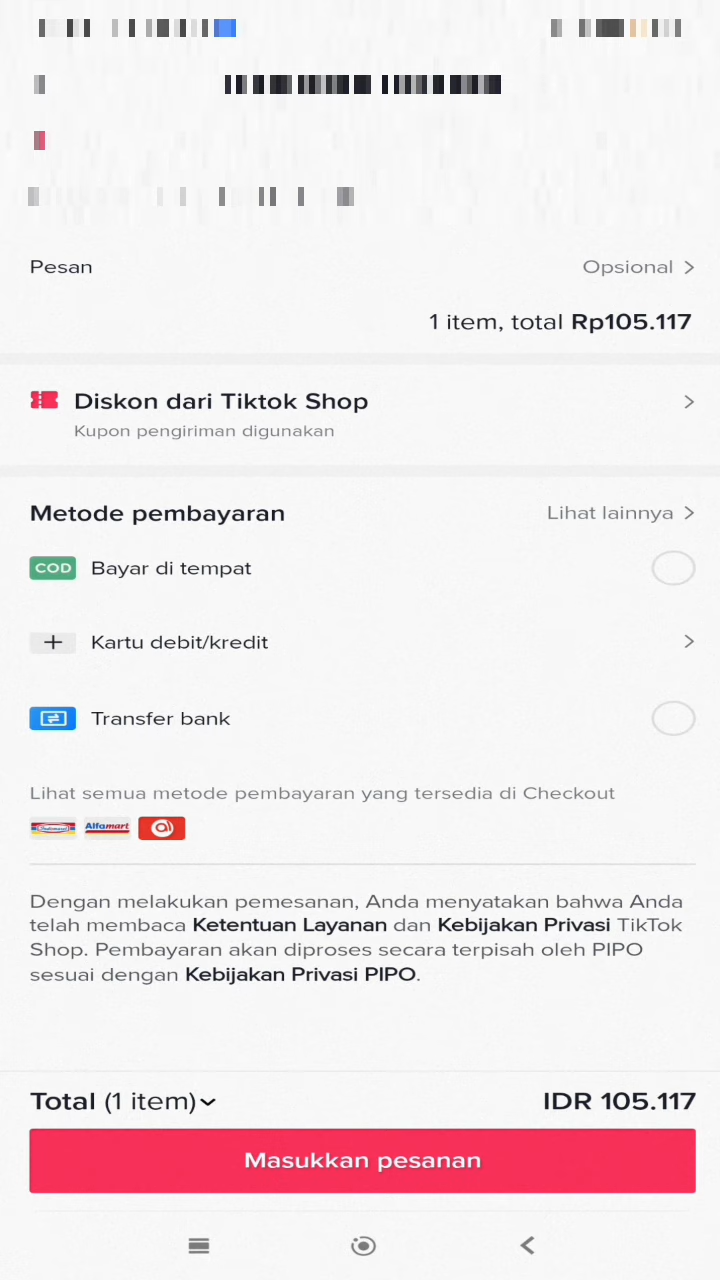 Pesan
Opsional
1 item, total Rp105.117
Diskon dari Tiktok Shop
Kupon pengiriman digunakan
Metode pembayaran
Lihat lainnya
COD Bayar di tempat
Kartu debit/kredit
Transfer bank
Lihat semua metode pembayaran yang tersedia di Checkout
Indomaret Alfamart
Dengan melakukan pemesanan, Anda menyatakan bahwa Anda
telah membaca Ketentuan Layanan dan Kebijakan Privasi TikTok
Shop. Pembayaran akan diproses secara terpisah oleh PIPO
sesuai dengan Kebijakan Privasi PIPO.
Total (1 item)
IDR 105.117
Masukkan pesanan